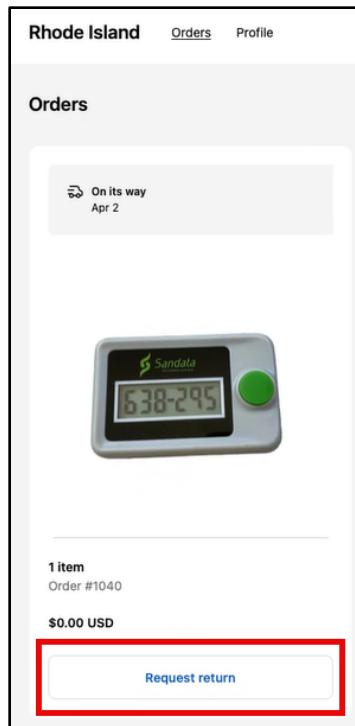 Rhode Island Orders Profile
Orders
On its way
Apr 2
Sandata
638-295
1 item
Order #1040
$0.00 USD
Request return